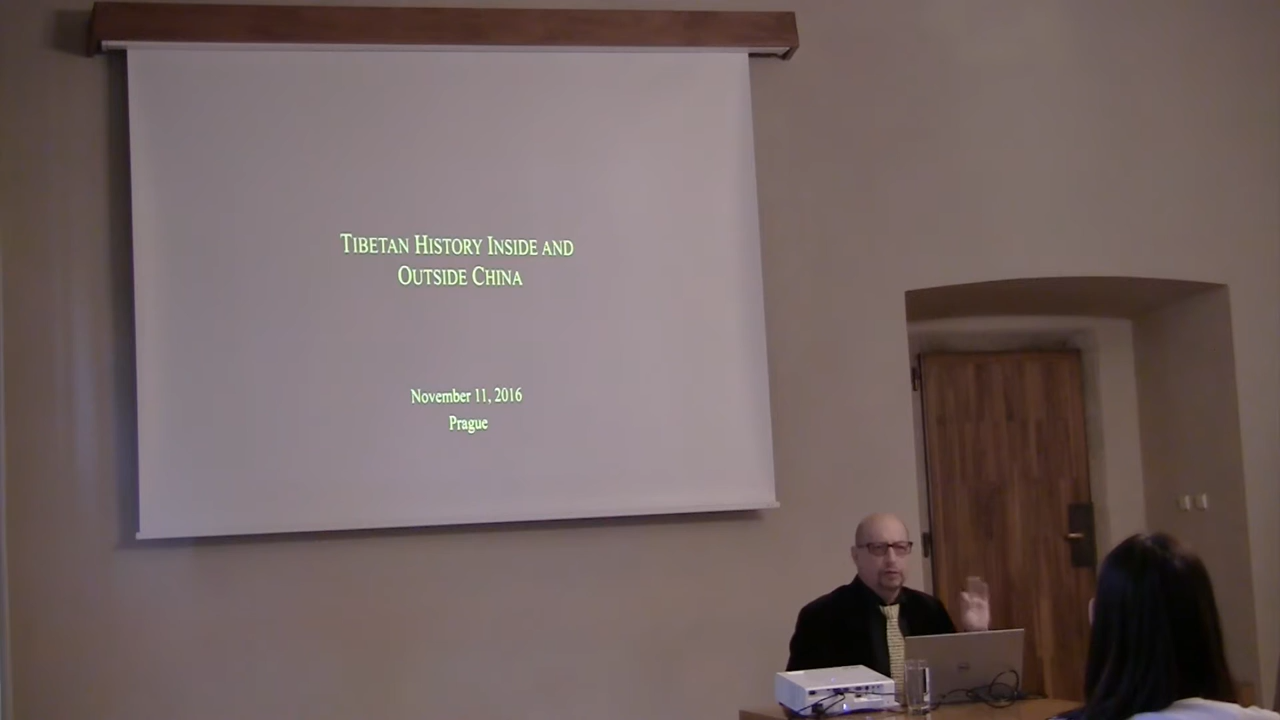 TIBETAN HISTORY INSIDE AND
OUTSIDE CHINA
November 11, 2016
Prague